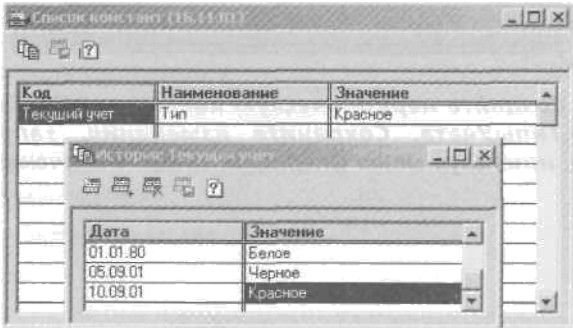 Список констант (16.11.01)
Код Наименование Значение
Текущий учет Тип Красное
История: Текущий учет
Дата Значение
01.01.80 Белое
05.09.01 Черное
10.09.01 Красное